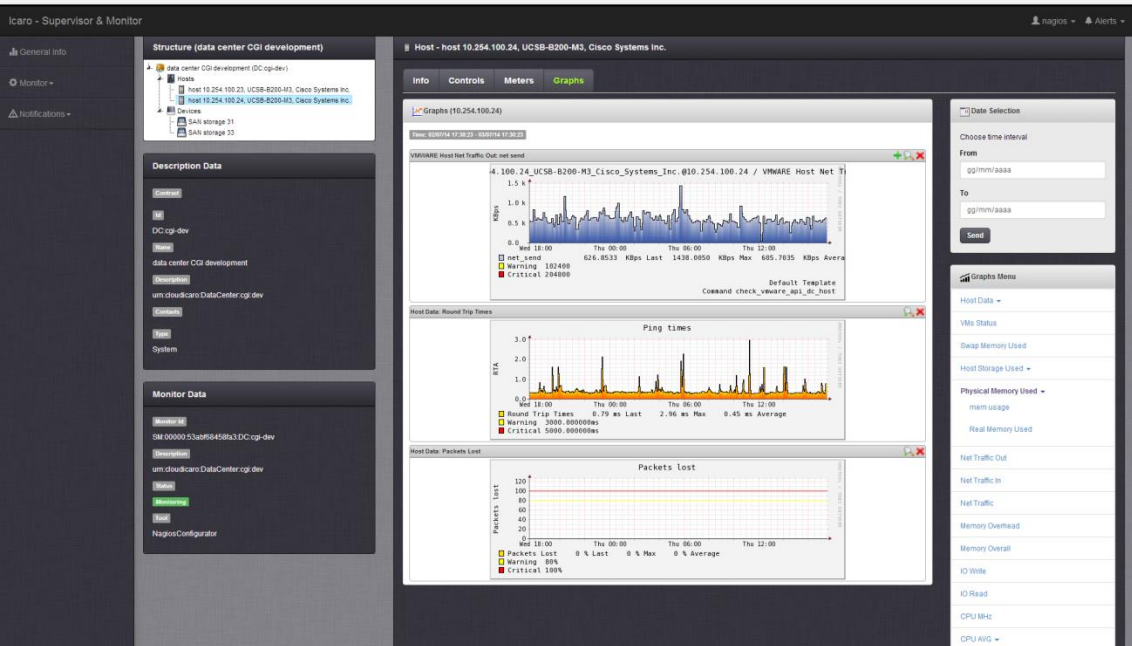 Icaro - Supervisor & Monitor
nagios
Alerts
General Info
Monitor
Notifications
Structure (data center CGI development)
data center CGI development (DC:cgi-dev)
Hosts
host 10.254.100.23, UCSB-B200-M3, Cisco Systems Inc.
host 10.254.100.24, UCSB-B200-M3, Cisco Systems Inc.
Devices
SAN storage 31
SAN storage 33
Description Data
Contract
Id
DC:cgi-dev
Name
data center CGI development
Description
urn:cloudicaro:DataCenter:cgi:dev
Contacts
Type
System
Monitor Data
Monitor Id
SM:00000:53abf68458fa3:DC:cgi-dev
Description
urn:cloudicaro:DataCenter:cgi:dev
Status
Monitoring
Tool
NagiosConfigurator
Host - host 10.254.100.24, UCSB-B200-M3, Cisco Systems Inc.
Info Controls Meters Graphs
Graphs (10.254.100.24)
Time: 02/07/14 17:30:23 - 03/07/14 17:30:23
VMWARE Host Net Traffic Out: net send
4.100.24_UCSB-B200-M3_Cisco_Systems_Inc.@10.254.100.24 / VMWARE Host Net T
KBps
1.5 k
1.0 k
0.5 k
0.0
Wed 18:00 Thu 00:00 Thu 06:00 Thu 12:00
net_send 626.8533 KBps Last 1438.0050 KBps Max 605.7035 KBps Avera
Warning 102400
Critical 204800
Default Template
Command check_vmware_api_dc_host
Host Data: Round Trip Times
Ping times
RTA
3.0
2.0
1.0
0.0
Wed 18:00 Thu 00:00 Thu 06:00 Thu 12:00
Round Trip Times 0.79 ms Last 2.96 ms Max 0.45 ms Average
Warning 3000.000000ms
Critical 5000.000000ms
Host Data: Packets Lost
Packets lost
Packets lost
120
100
80
60
40
20
0
Wed 18:00 Thu 00:00 Thu 06:00 Thu 12:00
Packets Lost 0 % Last 0 % Max 0 % Average
Warning 80%
Critical 100%
Date Selection
Choose time interval
From
gg/mm/aaaa
To
gg/mm/aaaa
Send
Graphs Menu
Host Data
VMs Status
Swap Memory Used
Host Storage Used
Physical Memory Used
mem usage
Real Memory Used
Net Traffic Out
Net Traffic In
Net Traffic
Memory Overhead
Memory Overall
IO Write
IO Read
CPU MHz
CPU AVG